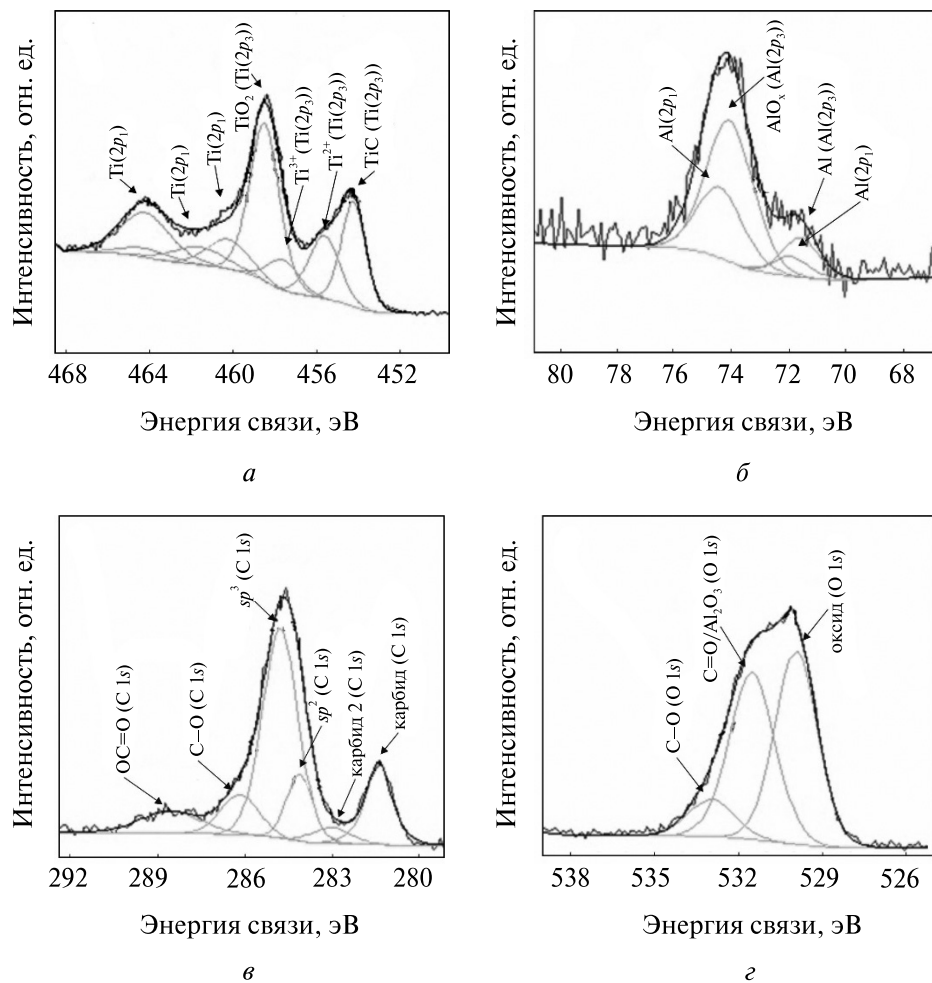 Интенсивность, отн. ед.
Ti(2p₁)
Ti(2p₁)
Ti(2p₁)
TiO₂ (Ti(2p₃))
Ti³⁺ (Ti(2p₃))
Ti²⁺ (Ti(2p₃))
TiC (Ti(2p₃))
468 464 460 456 452
Энергия связи, эВ
а
Интенсивность, отн. ед.
Al(2p₁)
AlOₓ (Al(2p₃))
Al (Al(2p₃))
Al(2p₁)
80 78 76 74 72 70 68
Энергия связи, эВ
б
Интенсивность, отн. ед.
OC=O (C 1s)
C–O (C 1s)
sp³ (C 1s)
sp² (C 1s)
карбид 2 (C 1s)
карбид (C 1s)
292 289 286 283 280
Энергия связи, эВ
в
Интенсивность, отн. ед.
C–O (O 1s)
C=O/Al₂O₃ (O 1s)
оксид (O 1s)
538 535 532 529 526
Энергия связи, эВ
г